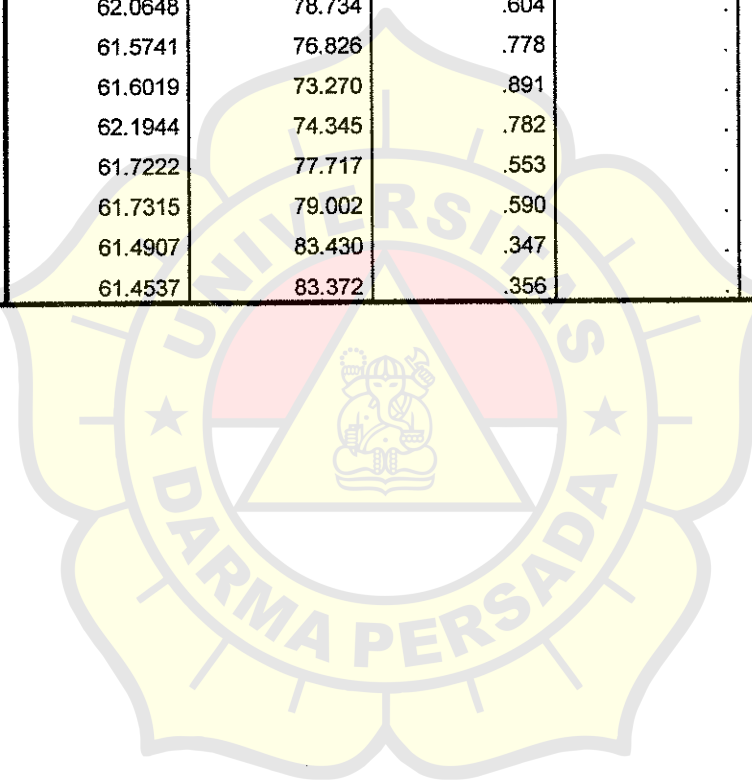 62.0648 78.734 .604 .
61.5741 76.826 .778 .
61.6019 73.270 .891 .
62.1944 74.345 .782 .
61.7222 77.717 .553 .
61.7315 79.002 .590 .
61.4907 83.430 .347 .
61.4537 83.372 .356 .
UNIVERSITAS
DARMA PERSADA